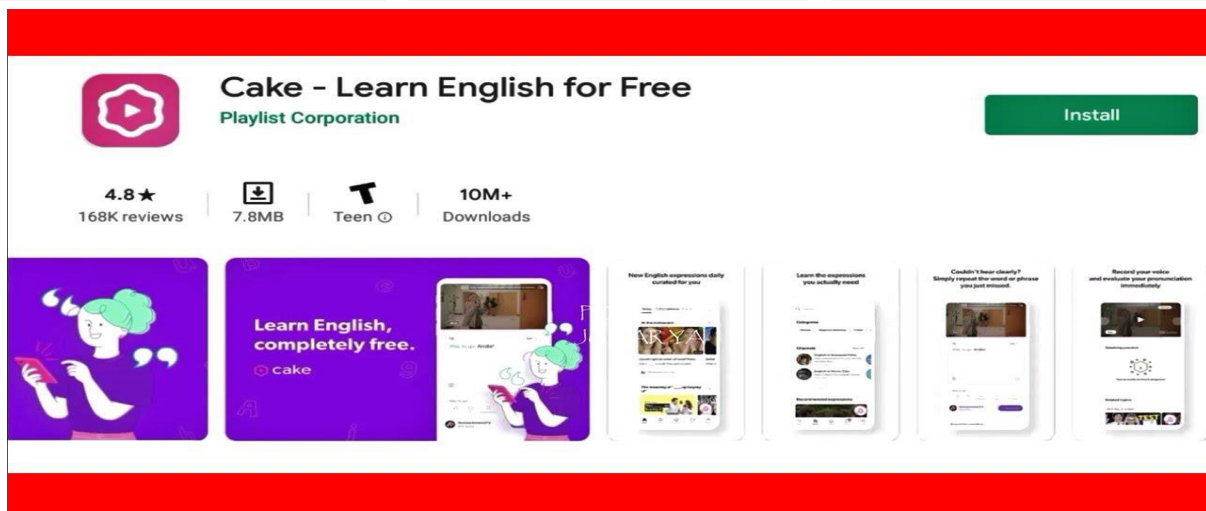 Cake - Learn English for Free
Playlist Corporation
Install
4.8★
168K reviews
7.8MB
Teen
10M+
Downloads
Learn English,
completely free.
cake
New English expressions daily
curated for you
Learn the expressions
you actually need
Couldn't hear clearly?
Simply repeat the word or phrase
you just missed.
Record your voice
and evaluate your pronunciation
immediately